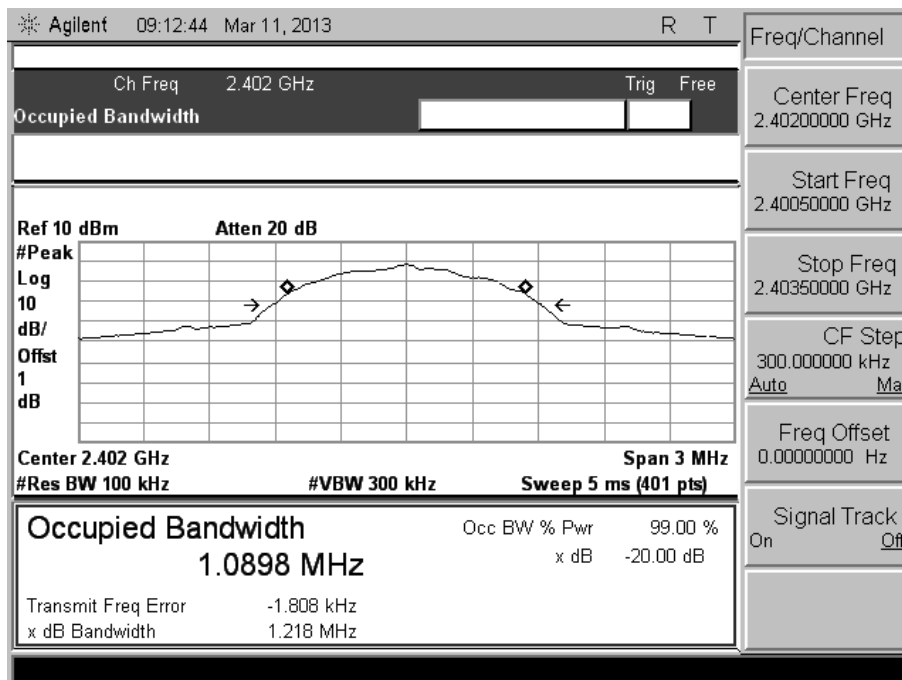 Agilent 09:12:44 Mar 11, 2013 R T
Freq/Channel
Ch Freq 2.402 GHz Trig Free
Occupied Bandwidth
Center Freq
2.40200000 GHz
Start Freq
2.40050000 GHz
Stop Freq
2.40350000 GHz
CF Step
300.000000 kHz
Auto Ma
Freq Offset
0.00000000 Hz
Signal Track
On Off
Ref 10 dBm Atten 20 dB
#Peak
Log
10
dB/
Offst
1
dB
Center 2.402 GHz Span 3 MHz
#Res BW 100 kHz #VBW 300 kHz Sweep 5 ms (401 pts)
Occupied Bandwidth Occ BW % Pwr 99.00 %
1.0898 MHz x dB -20.00 dB
Transmit Freq Error -1.808 kHz
x dB Bandwidth 1.218 MHz